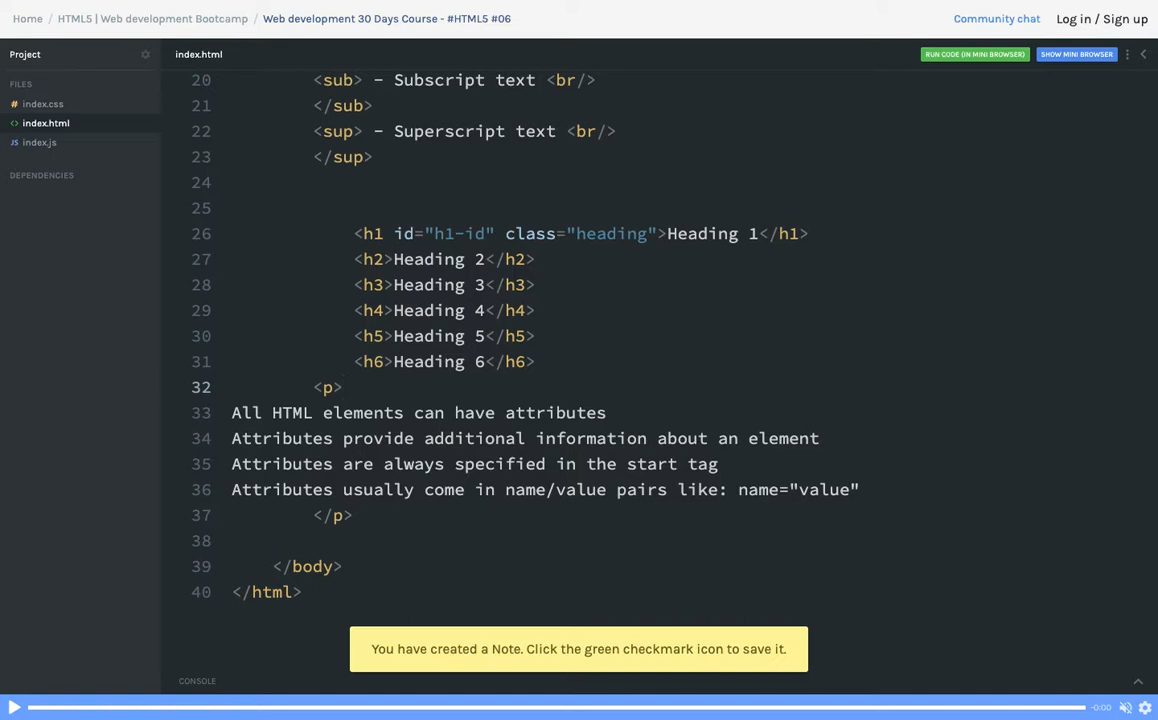 Home / HTML5 | Web development Bootcamp / Web development 30 Days Course - #HTML5 #06
Community chat Log in / Sign up
Project
index.html
RUN CODE (IN MINI BROWSER) SHOW MINI BROWSER
FILES
# index.css
<> index.html
JS index.js
DEPENDENCIES
20 <sub> - Subscript text <br/>
21 </sub>
22 <sup> - Superscript text <br/>
23 </sup>
24
25
26 <h1 id="h1-id" class="heading">Heading 1</h1>
27 <h2>Heading 2</h2>
28 <h3>Heading 3</h3>
29 <h4>Heading 4</h4>
30 <h5>Heading 5</h5>
31 <h6>Heading 6</h6>
32 <p>
33 All HTML elements can have attributes
34 Attributes provide additional information about an element
35 Attributes are always specified in the start tag
36 Attributes usually come in name/value pairs like: name="value"
37 </p>
38
39 </body>
40 </html>
You have created a Note. Click the green checkmark icon to save it.
CONSOLE
-0:00